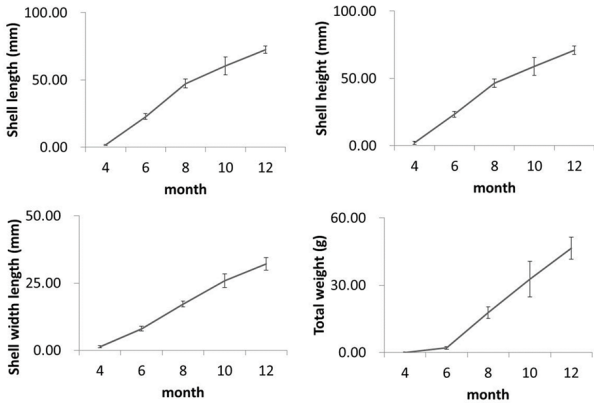 Shell length (mm)
100.00
50.00
0.00
4 6 8 10 12
month
Shell height (mm)
100.00
50.00
0.00
4 6 8 10 12
month
Shell width length (mm)
50.00
25.00
0.00
4 6 8 10 12
month
Total weight (g)
60.00
30.00
0.00
4 6 8 10 12
month